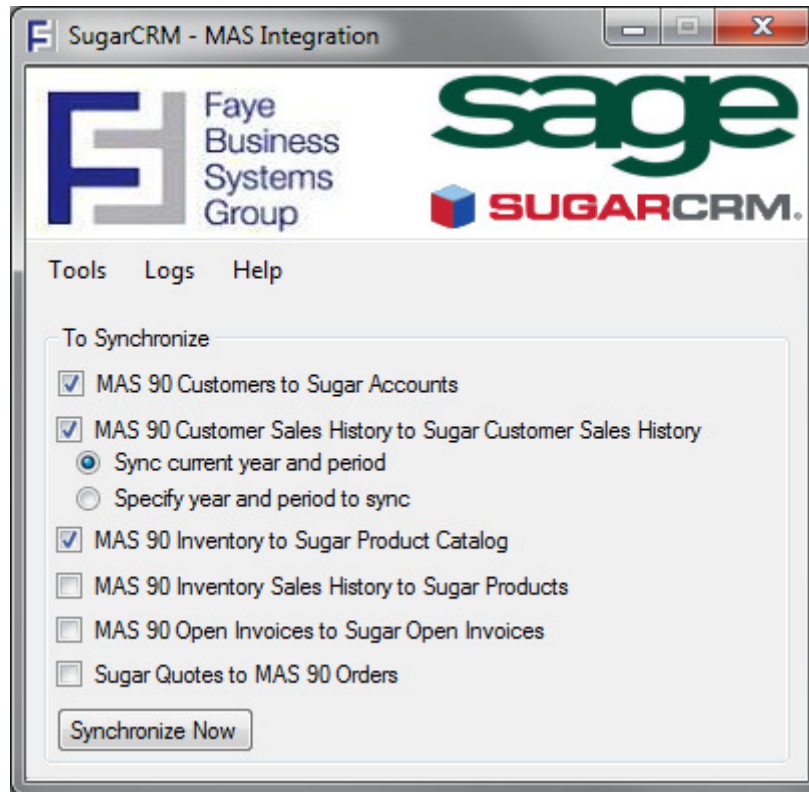 SugarCRM - MAS Integration
Faye
Business
Systems
Group
sage
SUGARCRM.
Tools Logs Help
To Synchronize
MAS 90 Customers to Sugar Accounts
MAS 90 Customer Sales History to Sugar Customer Sales History
Sync current year and period
Specify year and period to sync
MAS 90 Inventory to Sugar Product Catalog
MAS 90 Inventory Sales History to Sugar Products
MAS 90 Open Invoices to Sugar Open Invoices
Sugar Quotes to MAS 90 Orders
Synchronize Now